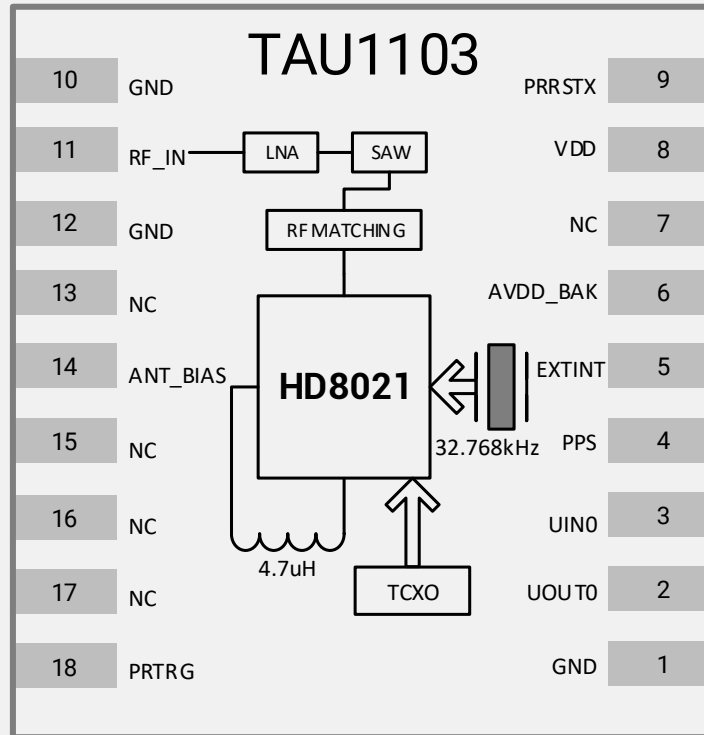 TAU1103
10 GND
PRRSTX 9
11 RF_IN
LNA
SAW
VDD 8
12 GND
RF MATCHING
NC 7
13 NC
AVDD_BAK 6
14 ANT_BIAS
HD8021
EXTINT 5
32.768kHz
15 NC
PPS 4
16 NC
UIN0 3
4.7uH
17 NC
TCXO
UOUT0 2
18 PRTRG
GND 1